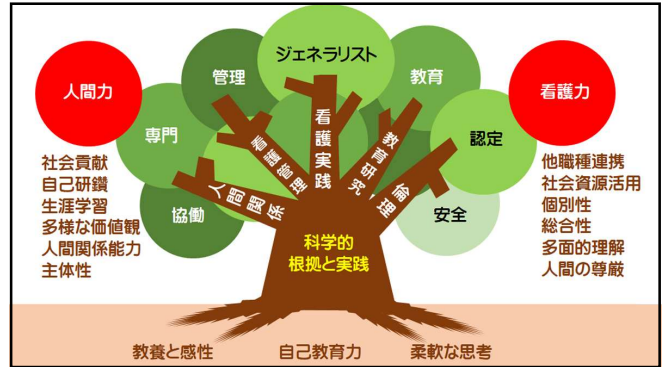 ジェネラリスト
管理
教育
人間力
看護力
専門
認定
協働
安全
人間関係
看護管理
看護実践
教育研究
倫理
社会貢献
自己研鑽
生涯学習
多様な価値観
人間関係能力
主体性
他職種連携
社会資源活用
個別性
総合性
多面的理解
人間の尊厳
科学的
根拠と実践
教養と感性
自己教育力
柔軟な思考